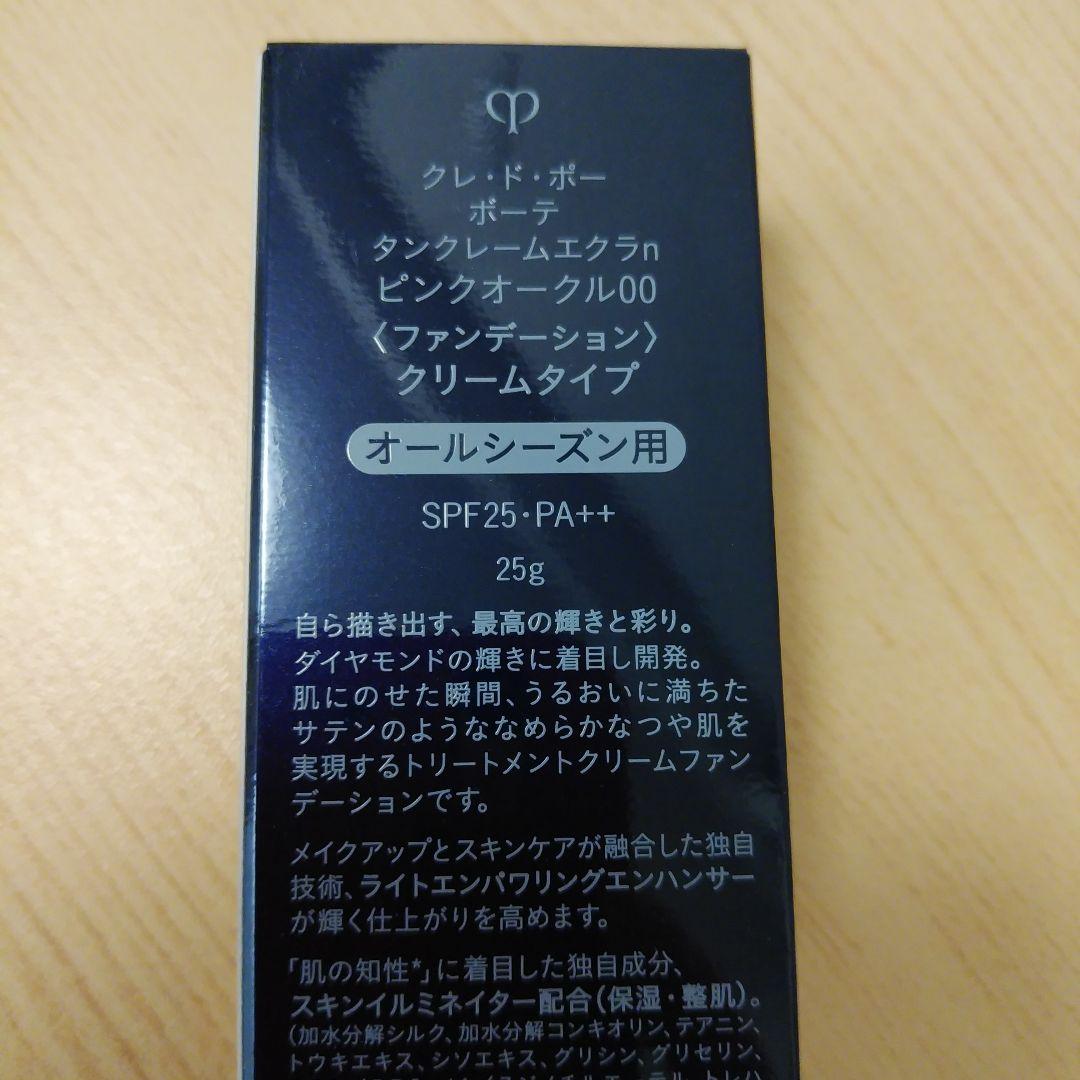 クレ・ド・ポー
ボーテ
タンクレームエクラn
ピンクオークル00
〈ファンデーション〉
クリームタイプ
オールシーズン用
SPF25・PA++
25g
自ら描き出す、最高の輝きと彩り。
ダイヤモンドの輝きに着目し開発。
肌にのせた瞬間、うるおいに満ちた
サテンのようななめらかなつや肌を
実現するトリートメントクリームファン
デーションです。
メイクアップとスキンケアが融合した独自
技術、ライトエンパワリングエンハンサー
が輝く仕上がりを高めます。
「肌の知性*」に着目した独自成分、
スキンイルミネイター配合(保湿・整肌)。
(加水分解シルク、加水分解コンキオリン、テアニン、
トウキエキス、シソエキス、グリシン、グリセリン、